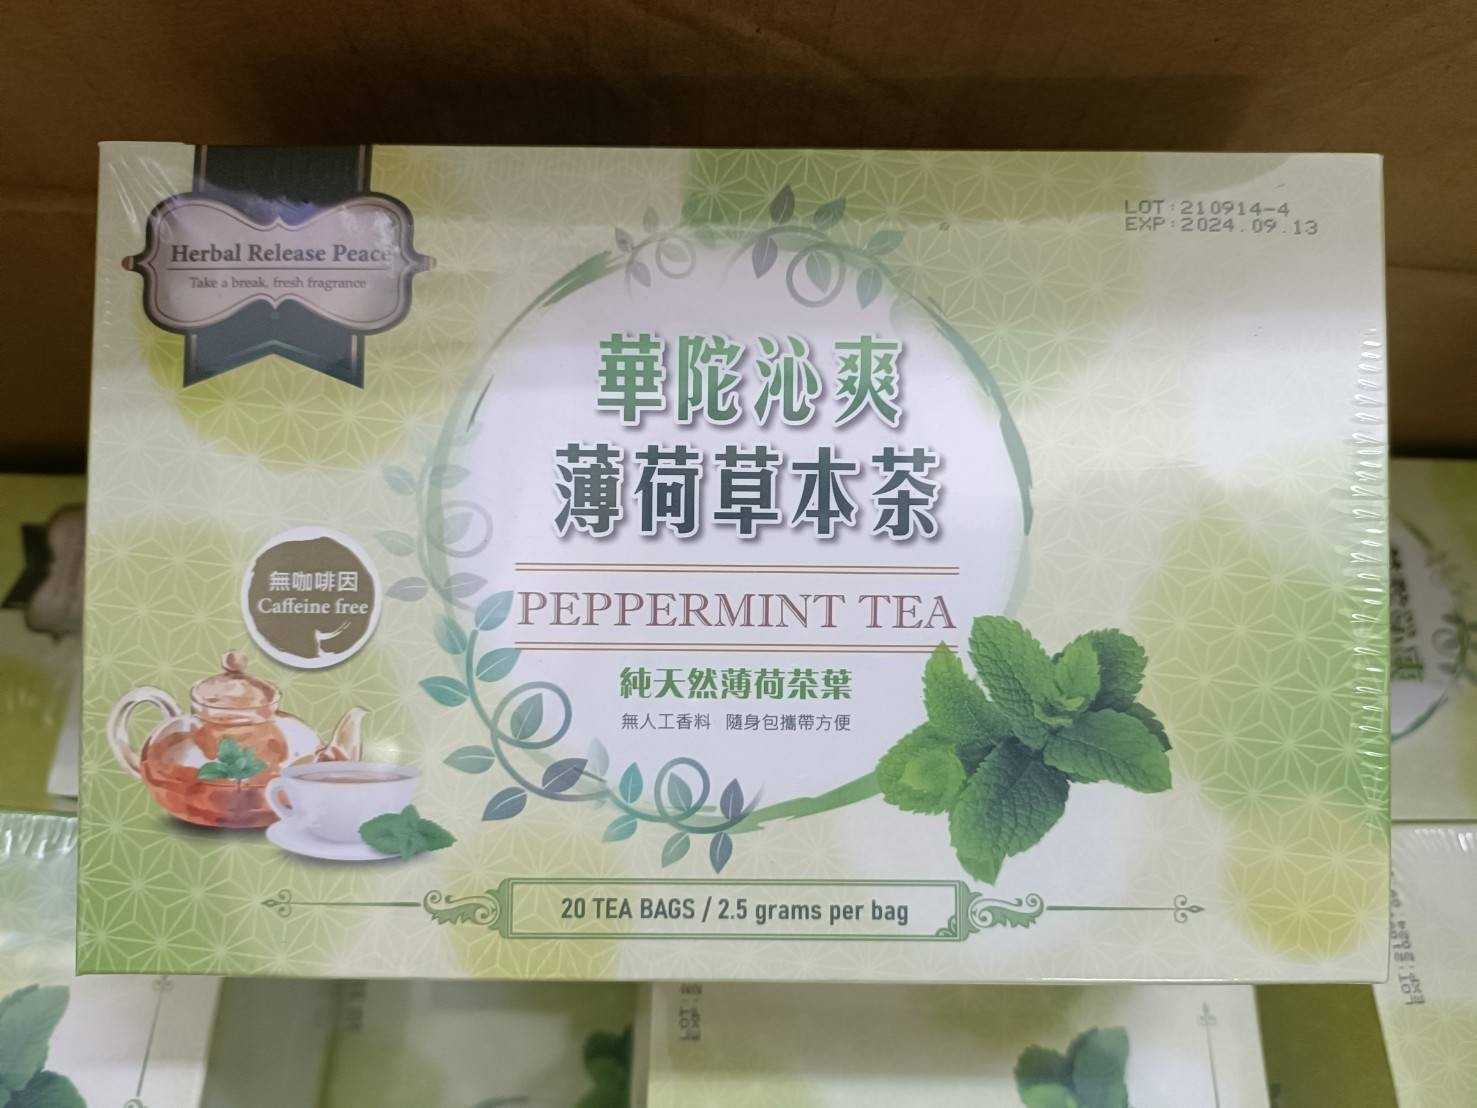 Herbal Release Peace
Take a break, fresh fragrance
LOT:210914-4
EXP:2024.09.13
華陀沁爽
薄荷草本茶
PEPPERMINT TEA
純天然薄荷茶葉
無人工香料 隨身包攜帶方便
無咖啡因
Caffeine free
20 TEA BAGS / 2.5 grams per bag